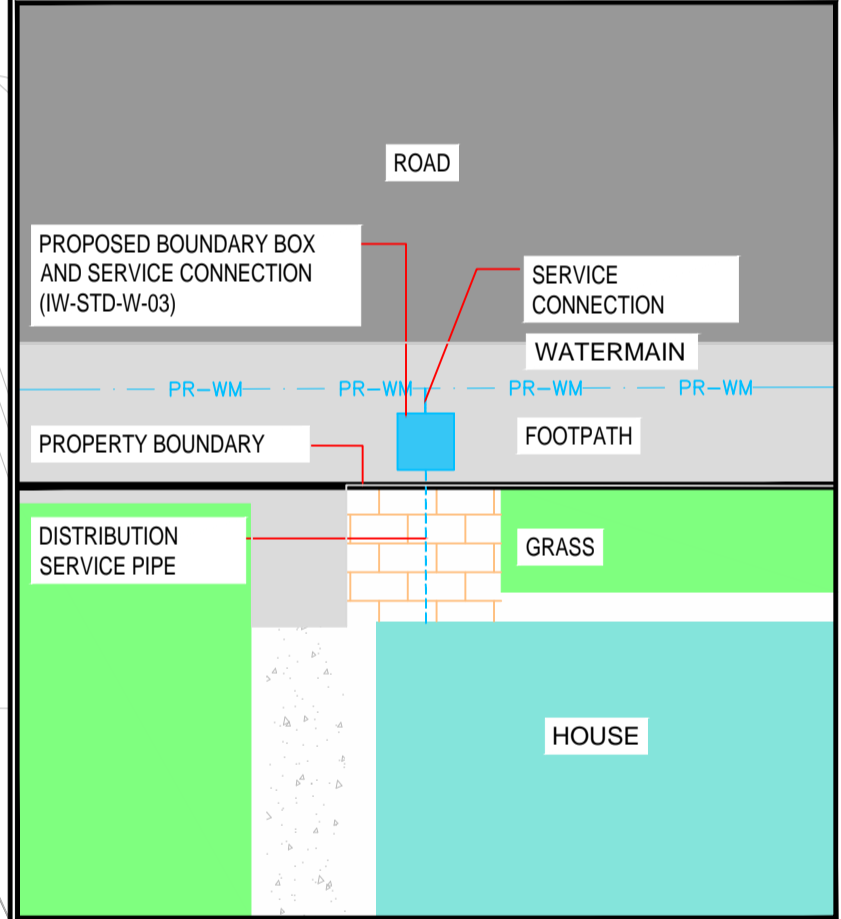 ROAD
PROPOSED BOUNDARY BOX
AND SERVICE CONNECTION
(IW-STD-W-03)
SERVICE
CONNECTION
WATERMAIN
PR-WM PR-WM PR-WM PR-WM
PROPERTY BOUNDARY
FOOTPATH
DISTRIBUTION
SERVICE PIPE
GRASS
HOUSE